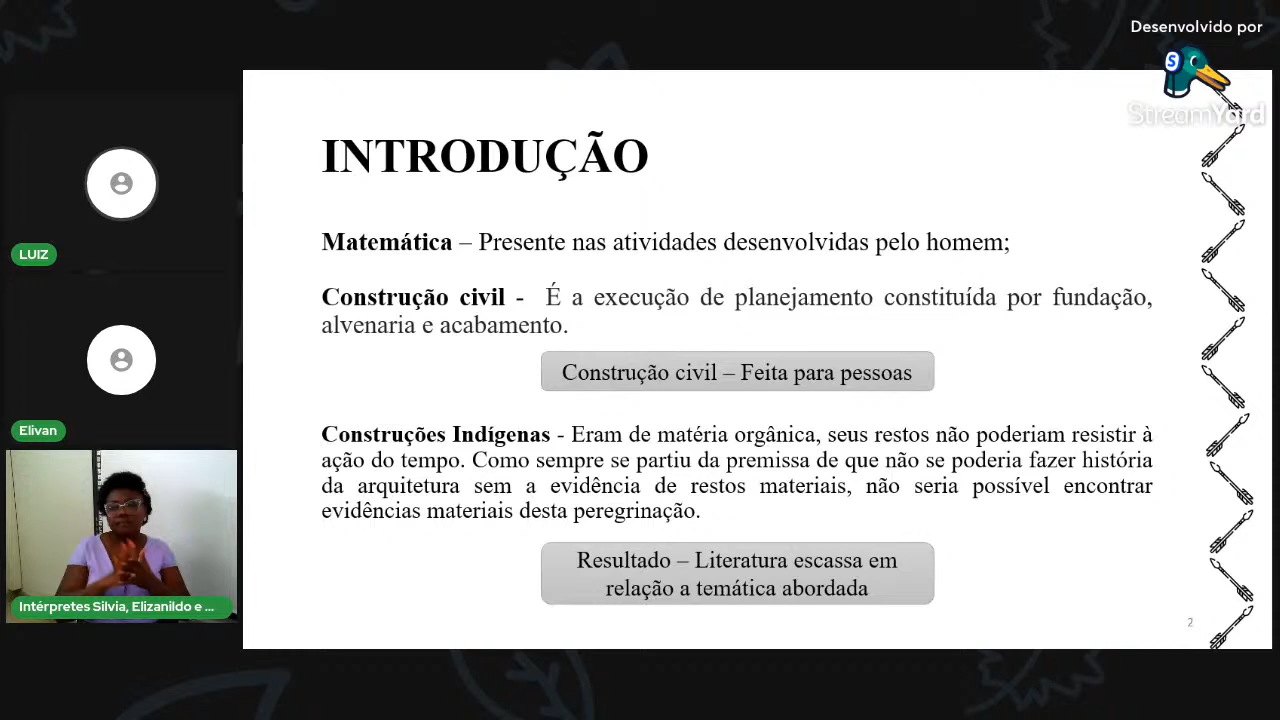 Desenvolvido por
StreamYard
INTRODUÇÃO
Matemática – Presente nas atividades desenvolvidas pelo homem;
Construção civil - É a execução de planejamento constituída por fundação,
alvenaria e acabamento.
Construção civil – Feita para pessoas
Construções Indígenas - Eram de matéria orgânica, seus restos não poderiam resistir à
ação do tempo. Como sempre se partiu da premissa de que não se poderia fazer história
da arquitetura sem a evidência de restos materiais, não seria possível encontrar
evidências materiais desta peregrinação.
Resultado – Literatura escassa em
relação a temática abordada
2
LUIZ
Elivan
Intérpretes Silvia, Elizanildo e ...